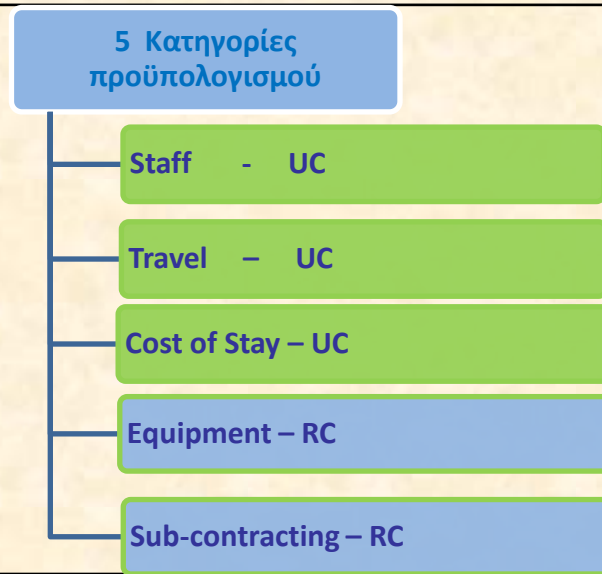 5 Κατηγορίες
προϋπολογισμού
Staff - UC
Travel – UC
Cost of Stay – UC
Equipment – RC
Sub-contracting – RC